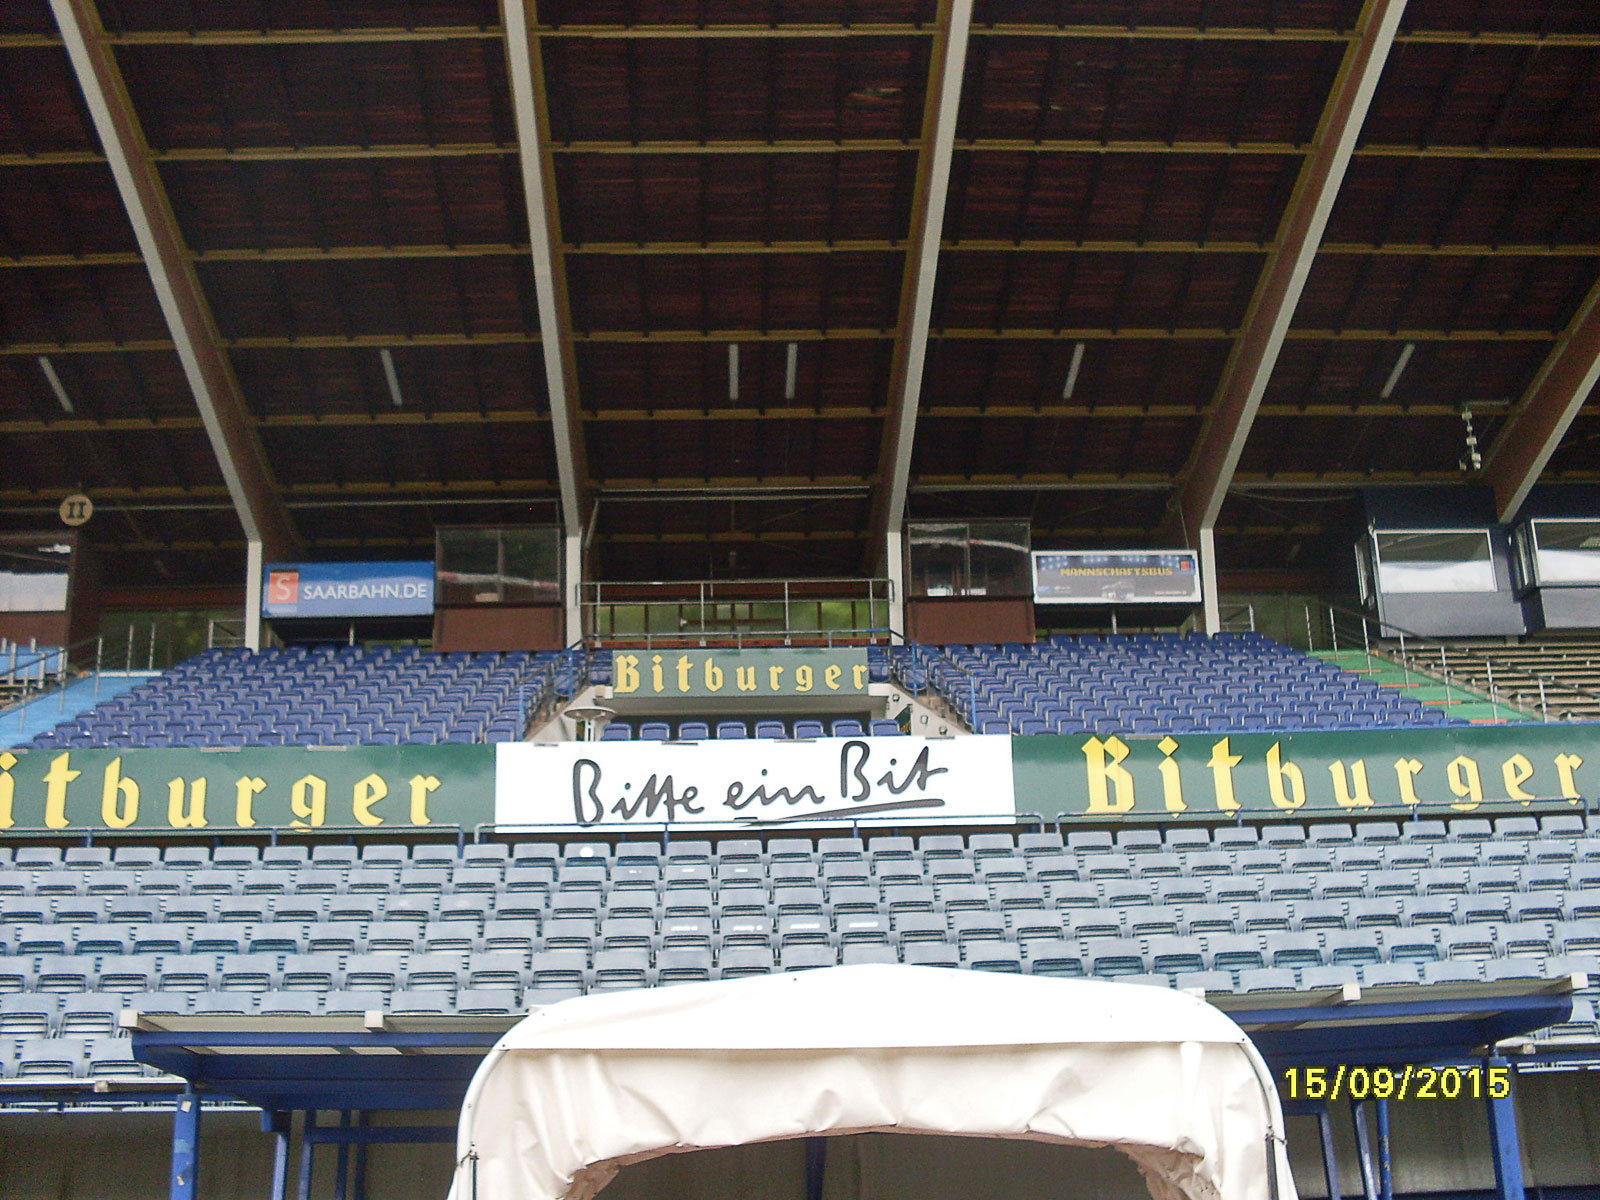 II
S SAARBAHN.DE
MANNSCHAFTSBUS
Bitburger
itburger
Bitte ein Bit
Bitburger
15/09/2015